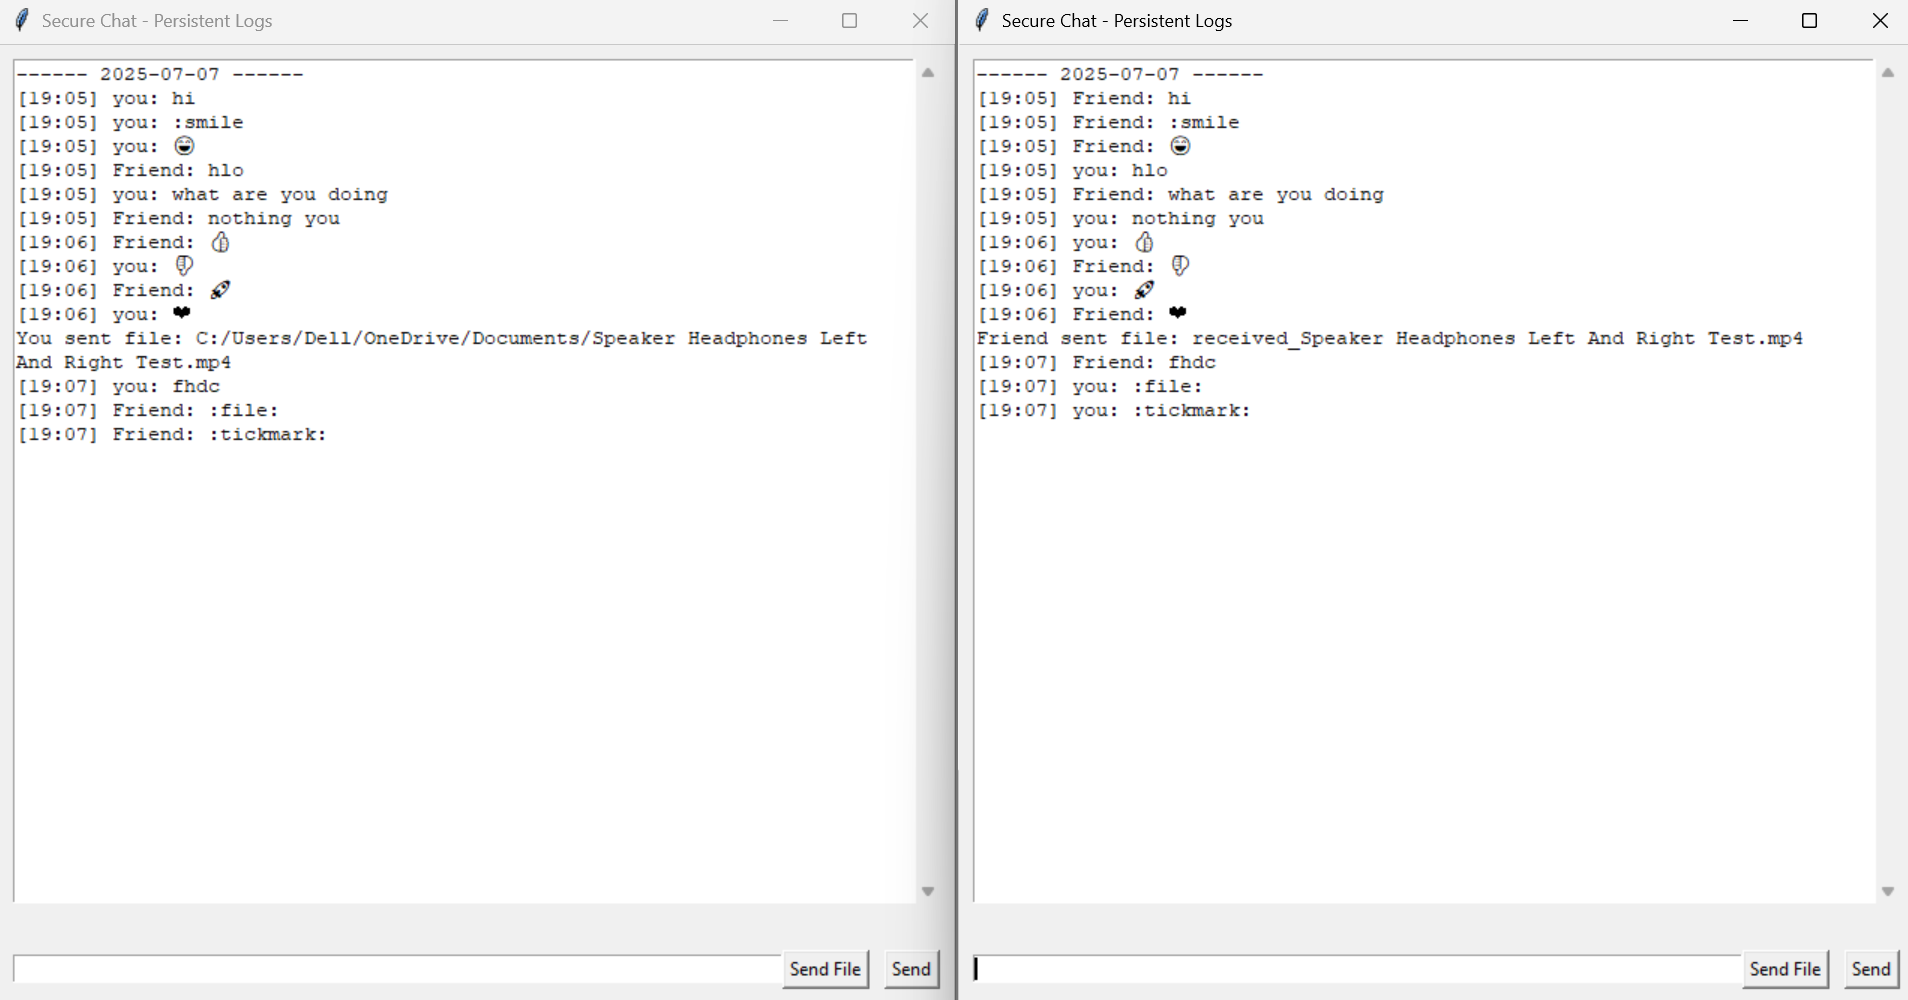 Secure Chat - Persistent Logs
------ 2025-07-07 ------
[19:05] you: hi
[19:05] you: :smile
[19:05] you: 😄
[19:05] Friend: hlo
[19:05] you: what are you doing
[19:05] Friend: nothing you
[19:06] Friend: 👍
[19:06] you: 👎
[19:06] Friend: 🚀
[19:06] you: ❤
You sent file: C:/Users/Dell/OneDrive/Documents/Speaker Headphones Left
And Right Test.mp4
[19:07] you: fhdc
[19:07] Friend: :file:
[19:07] Friend: :tickmark:
Send File
Send
Secure Chat - Persistent Logs
------ 2025-07-07 ------
[19:05] Friend: hi
[19:05] Friend: :smile
[19:05] Friend: 😄
[19:05] you: hlo
[19:05] Friend: what are you doing
[19:05] you: nothing you
[19:06] you: 👍
[19:06] Friend: 👎
[19:06] you: 🚀
[19:06] Friend: ❤
Friend sent file: received_Speaker Headphones Left And Right Test.mp4
[19:07] Friend: fhdc
[19:07] you: :file:
[19:07] you: :tickmark:
Send File
Send